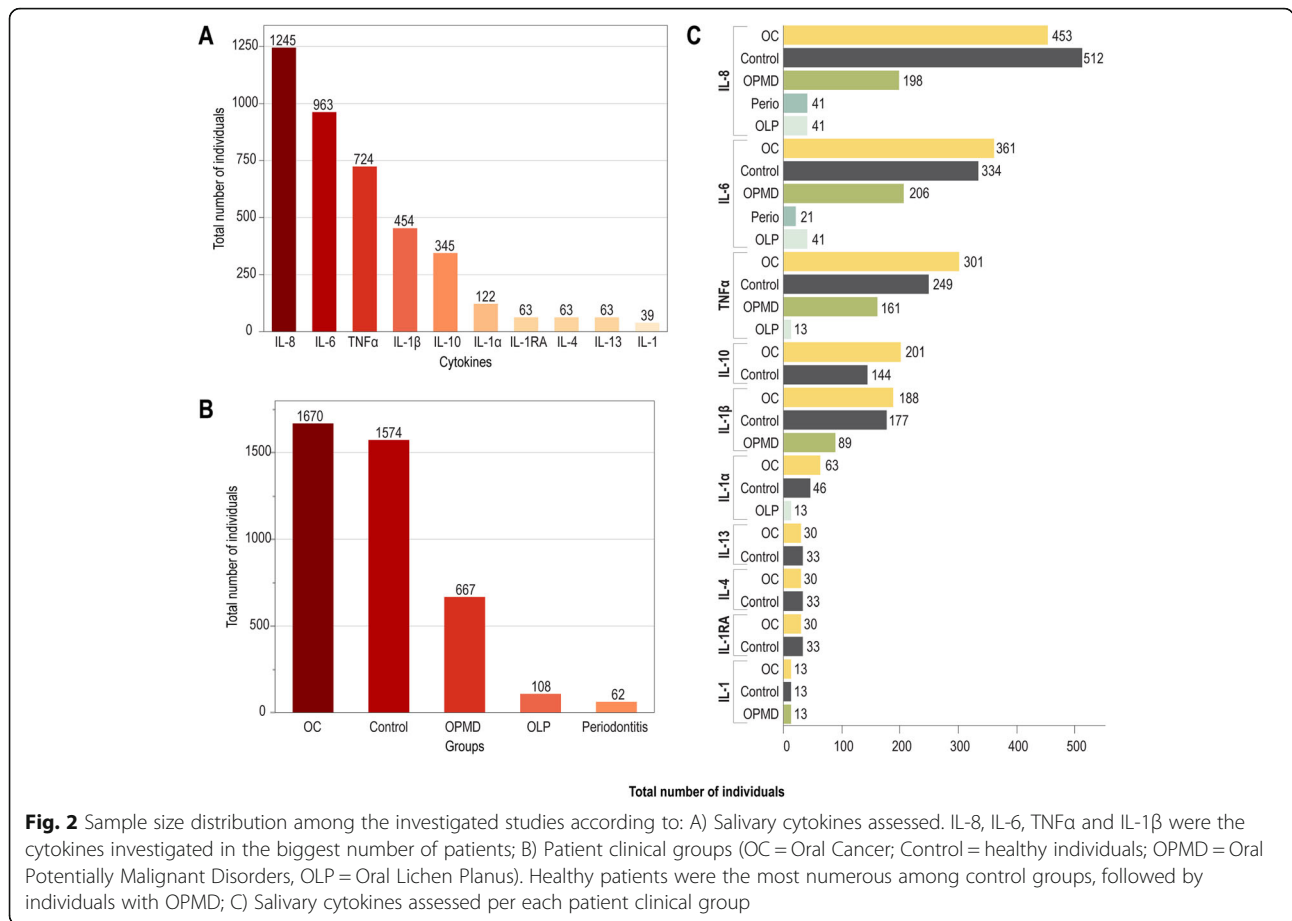 A
Total number of individuals
1250
1000
750
500
250
0
1245
963
724
454
345
122
63
63
63
39
IL-8 IL-6 TNFα IL-1β IL-10 IL-1α IL-1RA IL-4 IL-13 IL-1
Cytokines
B
Total number of individuals
1500
1000
500
0
1670
1574
667
108
62
OC Control OPMD OLP Periodontitis
Groups
C
IL-8
OC 453
Control 512
OPMD 198
Perio 41
OLP 41
IL-6
OC 361
Control 334
OPMD 206
Perio 21
OLP 41
TNFα
OC 301
Control 249
OPMD 161
OLP 13
IL-10
OC 201
Control 144
IL-1β
OC 188
Control 177
OPMD 89
IL-1α
OC 63
Control 46
OLP 13
IL-13
OC 30
Control 33
IL-4
OC 30
Control 33
IL-1RA
OC 30
Control 33
IL-1
OC 13
Control 13
OPMD 13
0 100 200 300 400 500
Total number of individuals
Fig. 2 Sample size distribution among the investigated studies according to: A) Salivary cytokines assessed. IL-8, IL-6, TNFα and IL-1β were the
cytokines investigated in the biggest number of patients; B) Patient clinical groups (OC = Oral Cancer; Control = healthy individuals; OPMD = Oral
Potentially Malignant Disorders, OLP = Oral Lichen Planus). Healthy patients were the most numerous among control groups, followed by
individuals with OPMD; C) Salivary cytokines assessed per each patient clinical group